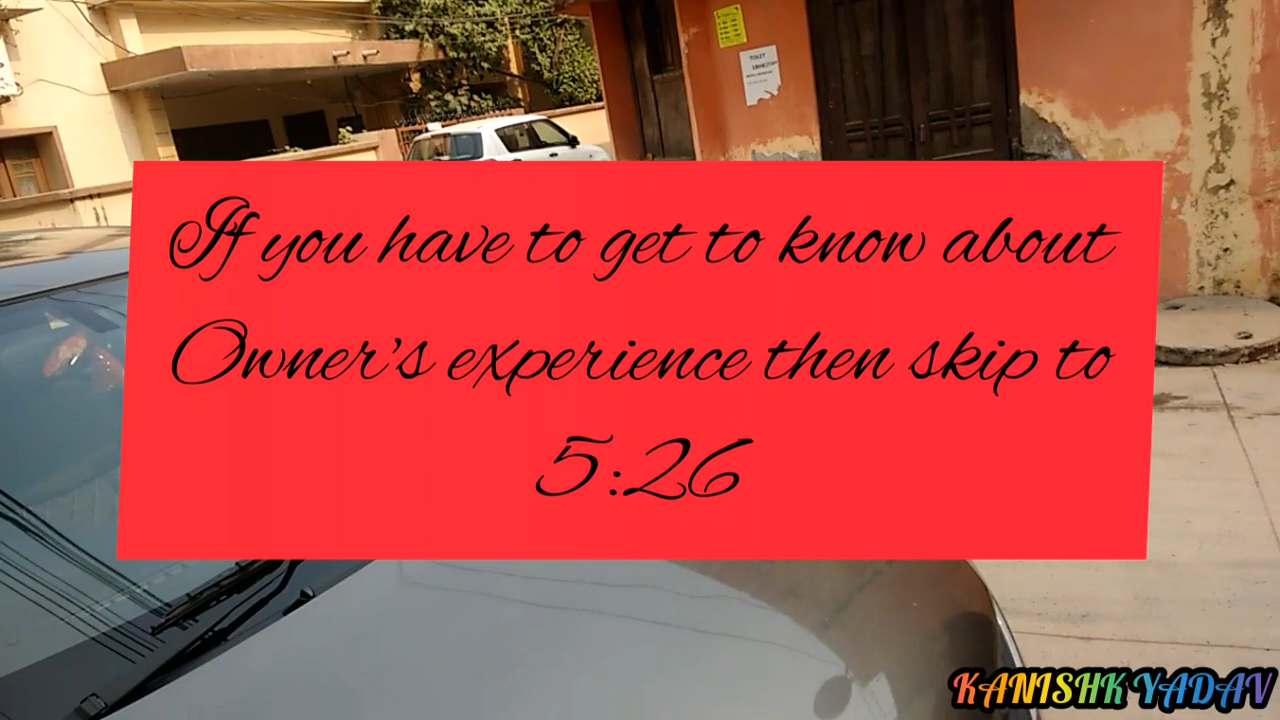 If you have to get to know about
Owner's experience then skip to
5:26
KANISHK YADAV